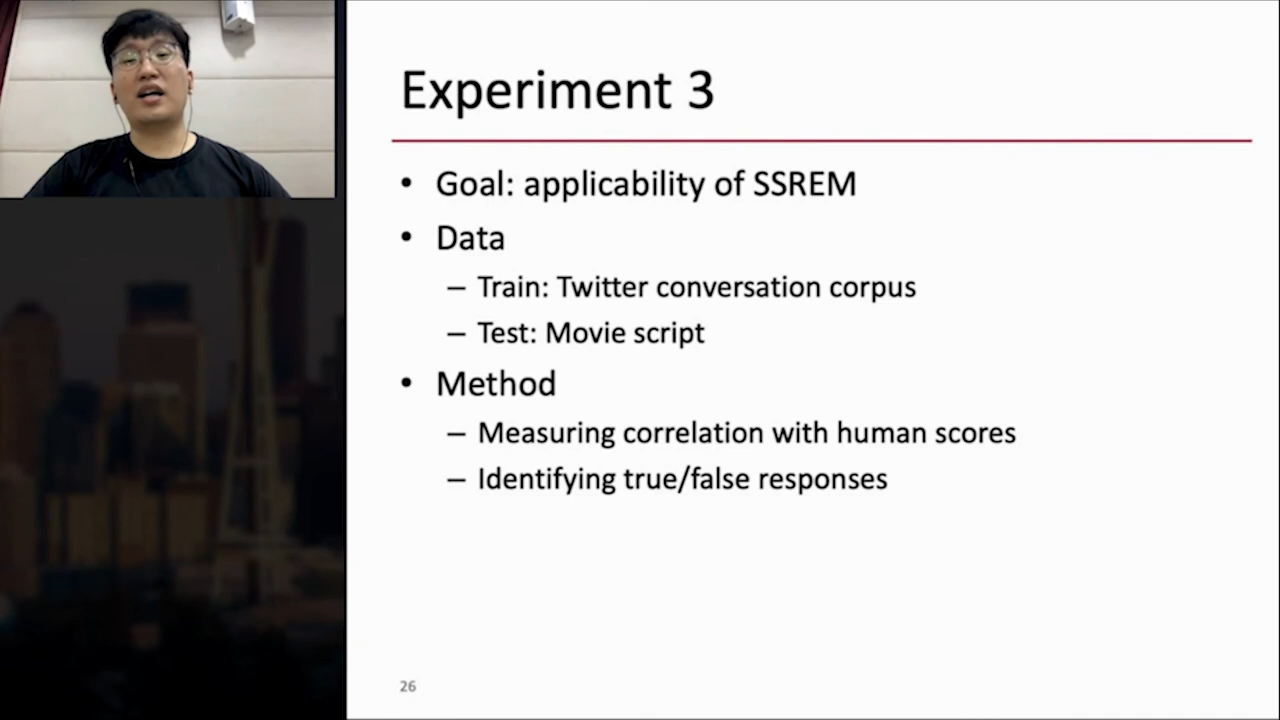 Experiment 3
• Goal: applicability of SSREM
• Data
– Train: Twitter conversation corpus
– Test: Movie script
• Method
– Measuring correlation with human scores
– Identifying true/false responses
26